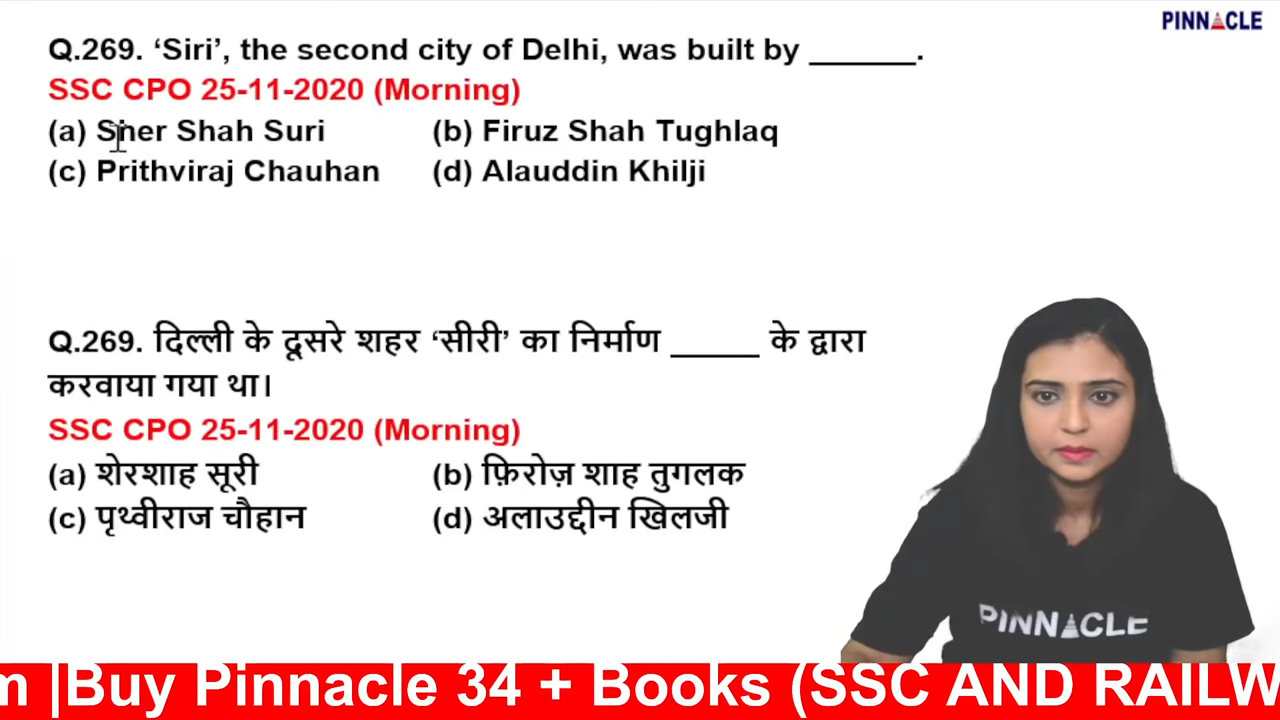 PINNACLE
Q.269. ‘Siri’, the second city of Delhi, was built by ______.
SSC CPO 25-11-2020 (Morning)
(a) Sher Shah Suri (b) Firuz Shah Tughlaq
(c) Prithviraj Chauhan (d) Alauddin Khilji
Q.269. दिल्ली के दूसरे शहर ‘सीरी’ का निर्माण _____ के द्वारा
करवाया गया था।
SSC CPO 25-11-2020 (Morning)
(a) शेरशाह सूरी (b) फ़िरोज़ शाह तुगलक
(c) पृथ्वीराज चौहान (d) अलाउद्दीन खिलजी
PINNACLE
m |Buy Pinnacle 34 + Books (SSC AND RAILW